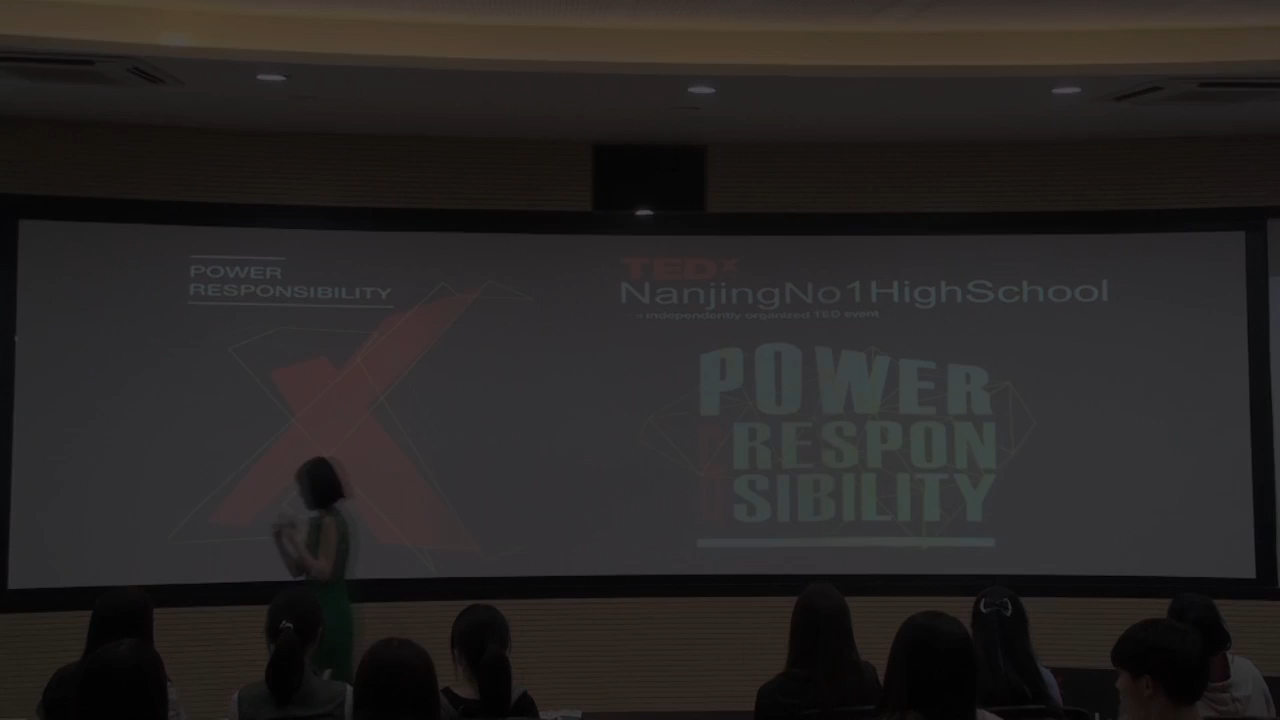 POWER
RESPONSIBILITY
TEDx
NanjingNo1HighSchool
independently organized TED event
POWER
RESPON
SIBILITY